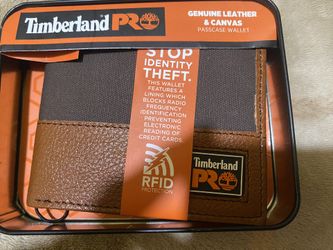 Timberland PRO
GENUINE LEATHER
& CANVAS
PASSCASE WALLET
STOP
IDENTITY
THEFT.
THIS WALLET
FEATURES A
LINING WHICH
BLOCKS RADIO
FREQUENCY
IDENTIFICATION
PREVENTING
ELECTRONIC
READING OF
CREDIT CARDS.
RFID
PROTECTION
Timberland
PRO